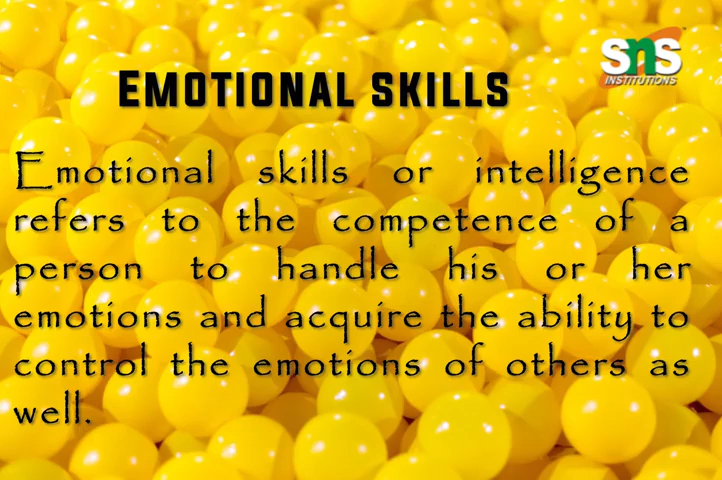 EMOTIONAL SKILLS
sns
INSTITUTIONS
Emotional skills or intelligence
refers to the competence of a
person to handle his or her
emotions and acquire the ability to
control the emotions of others as
well.